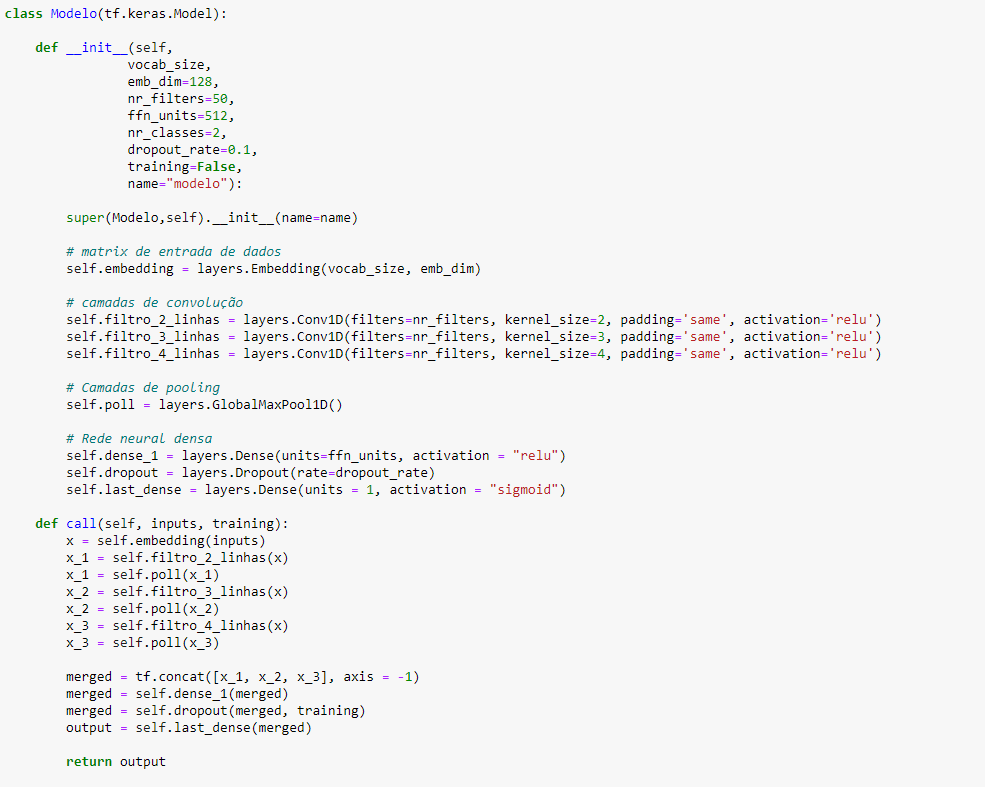 class Modelo(tf.keras.Model):
def __init__(self,
vocab_size,
emb_dim=128,
nr_filters=50,
ffn_units=512,
nr_classes=2,
dropout_rate=0.1,
training=False,
name="modelo"):
super(Modelo,self).__init__(name=name)
# matrix de entrada de dados
self.embedding = layers.Embedding(vocab_size, emb_dim)
# camadas de convolução
self.filtro_2_linhas = layers.Conv1D(filters=nr_filters, kernel_size=2, padding='same', activation='relu')
self.filtro_3_linhas = layers.Conv1D(filters=nr_filters, kernel_size=3, padding='same', activation='relu')
self.filtro_4_linhas = layers.Conv1D(filters=nr_filters, kernel_size=4, padding='same', activation='relu')
# Camadas de pooling
self.poll = layers.GlobalMaxPool1D()
# Rede neural densa
self.dense_1 = layers.Dense(units=ffn_units, activation = "relu")
self.dropout = layers.Dropout(rate=dropout_rate)
self.last_dense = layers.Dense(units = 1, activation = "sigmoid")
def call(self, inputs, training):
x = self.embedding(inputs)
x_1 = self.filtro_2_linhas(x)
x_1 = self.poll(x_1)
x_2 = self.filtro_3_linhas(x)
x_2 = self.poll(x_2)
x_3 = self.filtro_4_linhas(x)
x_3 = self.poll(x_3)
merged = tf.concat([x_1, x_2, x_3], axis = -1)
merged = self.dense_1(merged)
merged = self.dropout(merged, training)
output = self.last_dense(merged)
return output